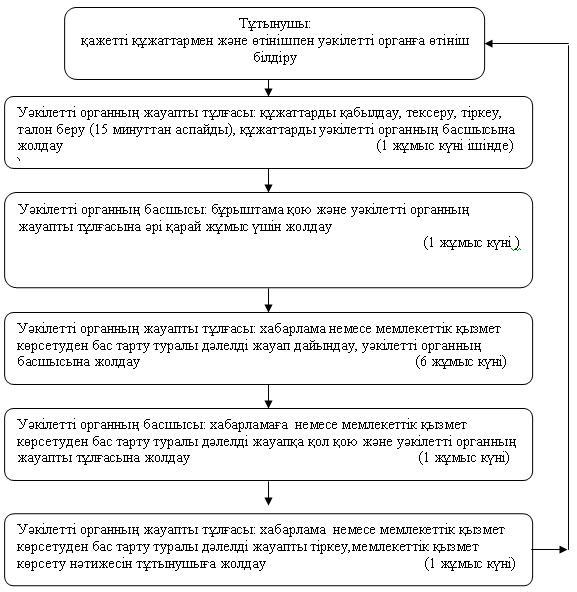 Тұтынушы:
қажетті құжаттармен және өтінішпен уәкілетті органға өтініш
білдіру
Уәкілетті органның жауапты тұлғасы: құжаттарды қабылдау, тексеру, тіркеу,
талон беру (15 минуттан аспайды), құжаттарды уәкілетті органның басшысына
жолдау (1 жұмыс күні ішінде)
`
Уәкілетті органның басшысы: бұрыштама қою және уәкілетті органның
жауапты тұлғасына әрі қарай жұмыс үшін жолдау
(1 жұмыс күні )
Уәкілетті органның жауапты тұлғасы: хабарлама немесе мемлекеттік қызмет
көрсетуден бас тарту туралы дәлелді жауап дайындау, уәкілетті органның
басшысына жолдау (6 жұмыс күні)
Уәкілетті органның басшысы: хабарламаға немесе мемлекеттік қызмет
көрсетуден бас тарту туралы дәлелді жауапқа қол қою және уәкілетті органның
жауапты тұлғасына жолдау (1 жұмыс күні)
Уәкілетті органның жауапты тұлғасы: хабарлама немесе мемлекеттік қызмет
көрсетуден бас тарту туралы дәлелді жауапты тіркеу,мемлекеттік қызмет
көрсету нәтижесін тұтынушыға жолдау (1 жұмыс күні)